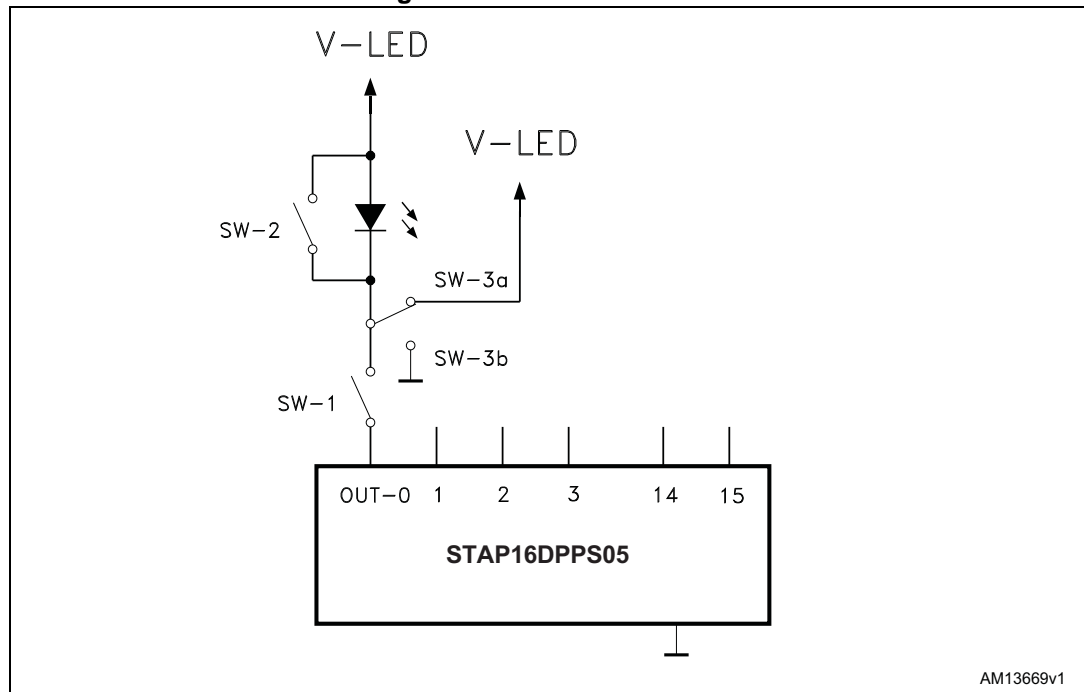 V-LED
V-LED
SW-2
SW-3a
SW-3b
SW-1
OUT-0 1 2 3 14 15
STAP16DPPS05
AM13669v1